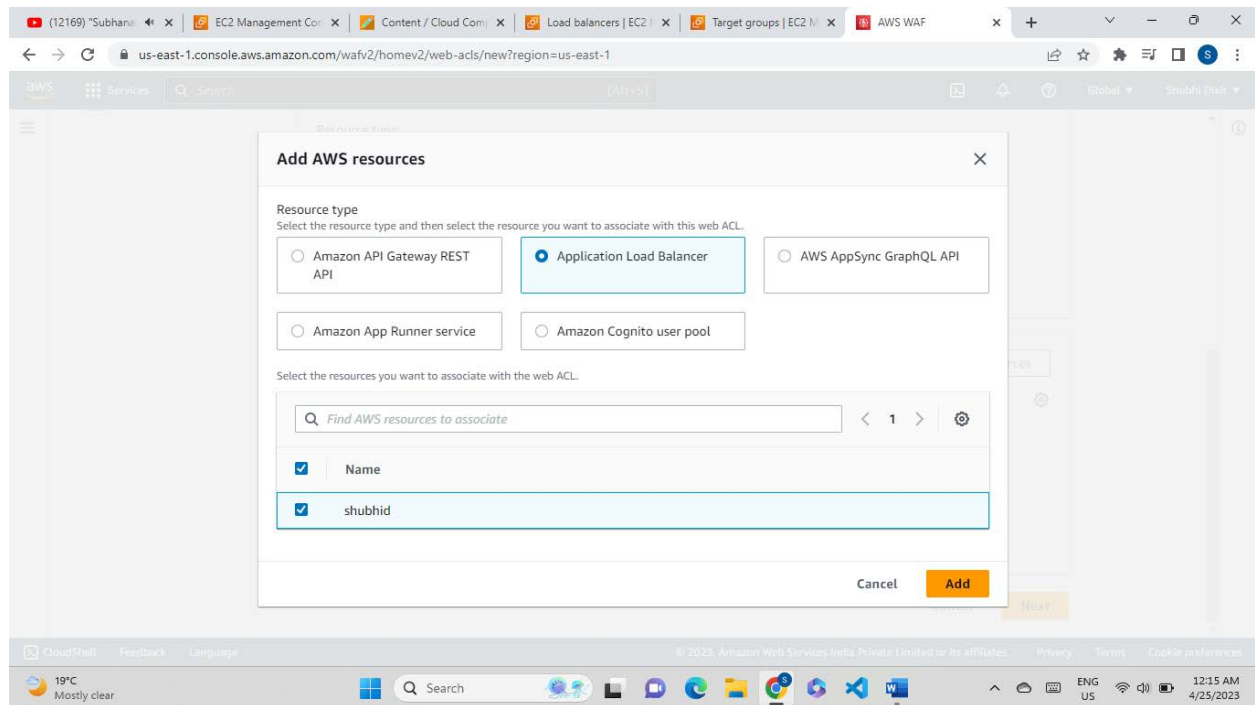 (12169) "Subhana
EC2 Management Con
Content / Cloud Comp
Load balancers | EC2
Target groups | EC2 M
AWS WAF
us-east-1.console.aws.amazon.com/wafv2/homev2/web-acls/new?region=us-east-1
S
aws
Services
Search
[Alt+S]
Global
Shubhi Dixit
Resource type
Add AWS resources
Resource type
Select the resource type and then select the resource you want to associate with this web ACL.
Amazon API Gateway REST
API
Application Load Balancer
AWS AppSync GraphQL API
Amazon App Runner service
Amazon Cognito user pool
Select the resources you want to associate with the web ACL.
Find AWS resources to associate
1
Name
shubhid
Cancel
Add
Next
CloudShell
Feedback
Language
© 2023, Amazon Web Services India Private Limited or its affiliates.
Privacy
Terms
Cookie preferences
19°C
Mostly clear
Search
ENG
US
12:15 AM
4/25/2023